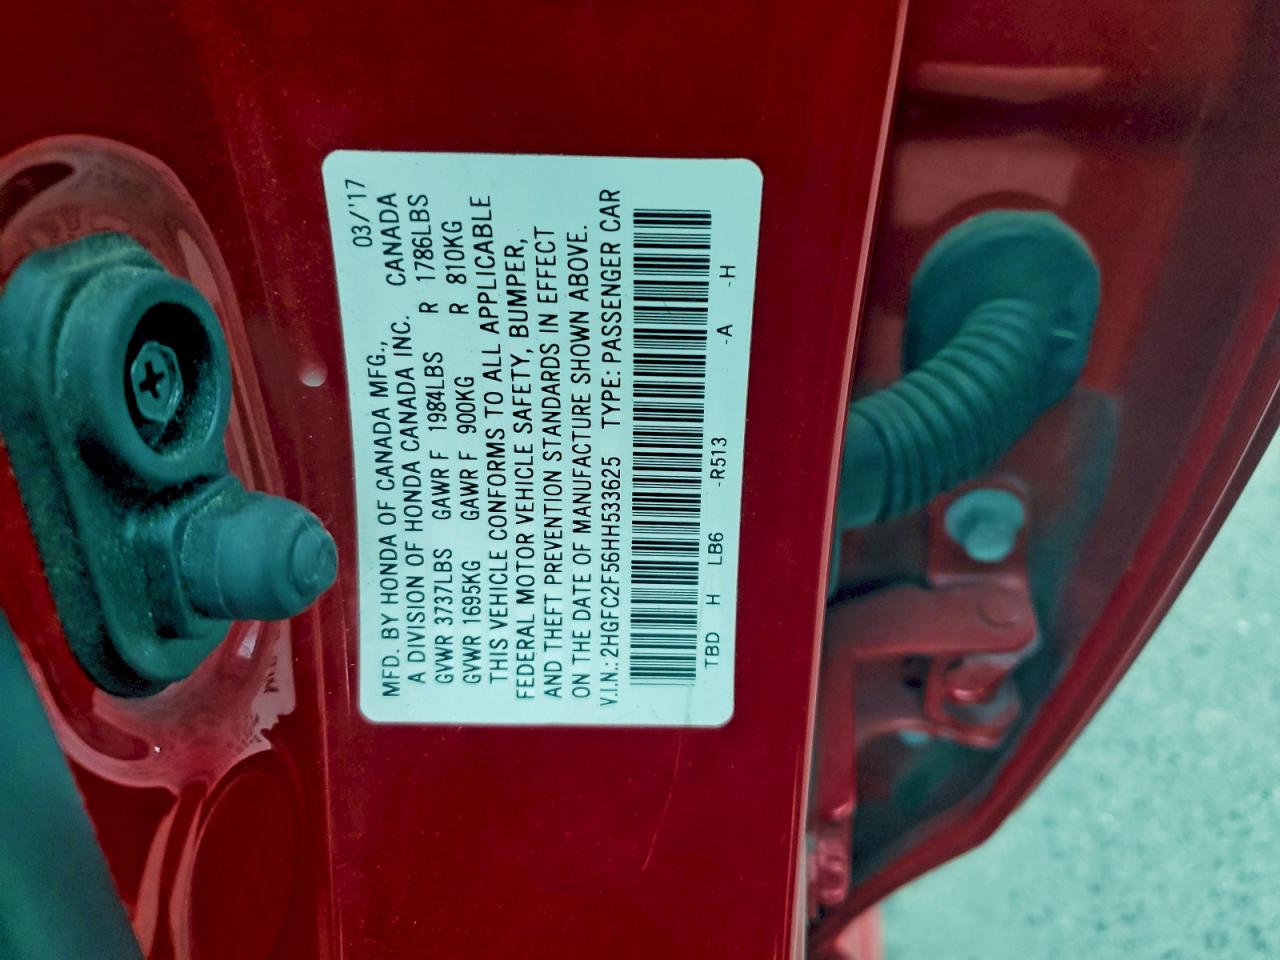 MFD. BY HONDA OF CANADA MFG., 03/'17
A DIVISION OF HONDA CANADA INC. CANADA
GVWR 3737LBS GAWR F 1984LBS R 1786LBS
GVWR 1695KG GAWR F 900KG R 810KG
THIS VEHICLE CONFORMS TO ALL APPLICABLE
FEDERAL MOTOR VEHICLE SAFETY, BUMPER,
AND THEFT PREVENTION STANDARDS IN EFFECT
ON THE DATE OF MANUFACTURE SHOWN ABOVE.
V.I.N.: 2HGFC2F56HH533625 TYPE: PASSENGER CAR
TBD H LB6 -R513 -A -H